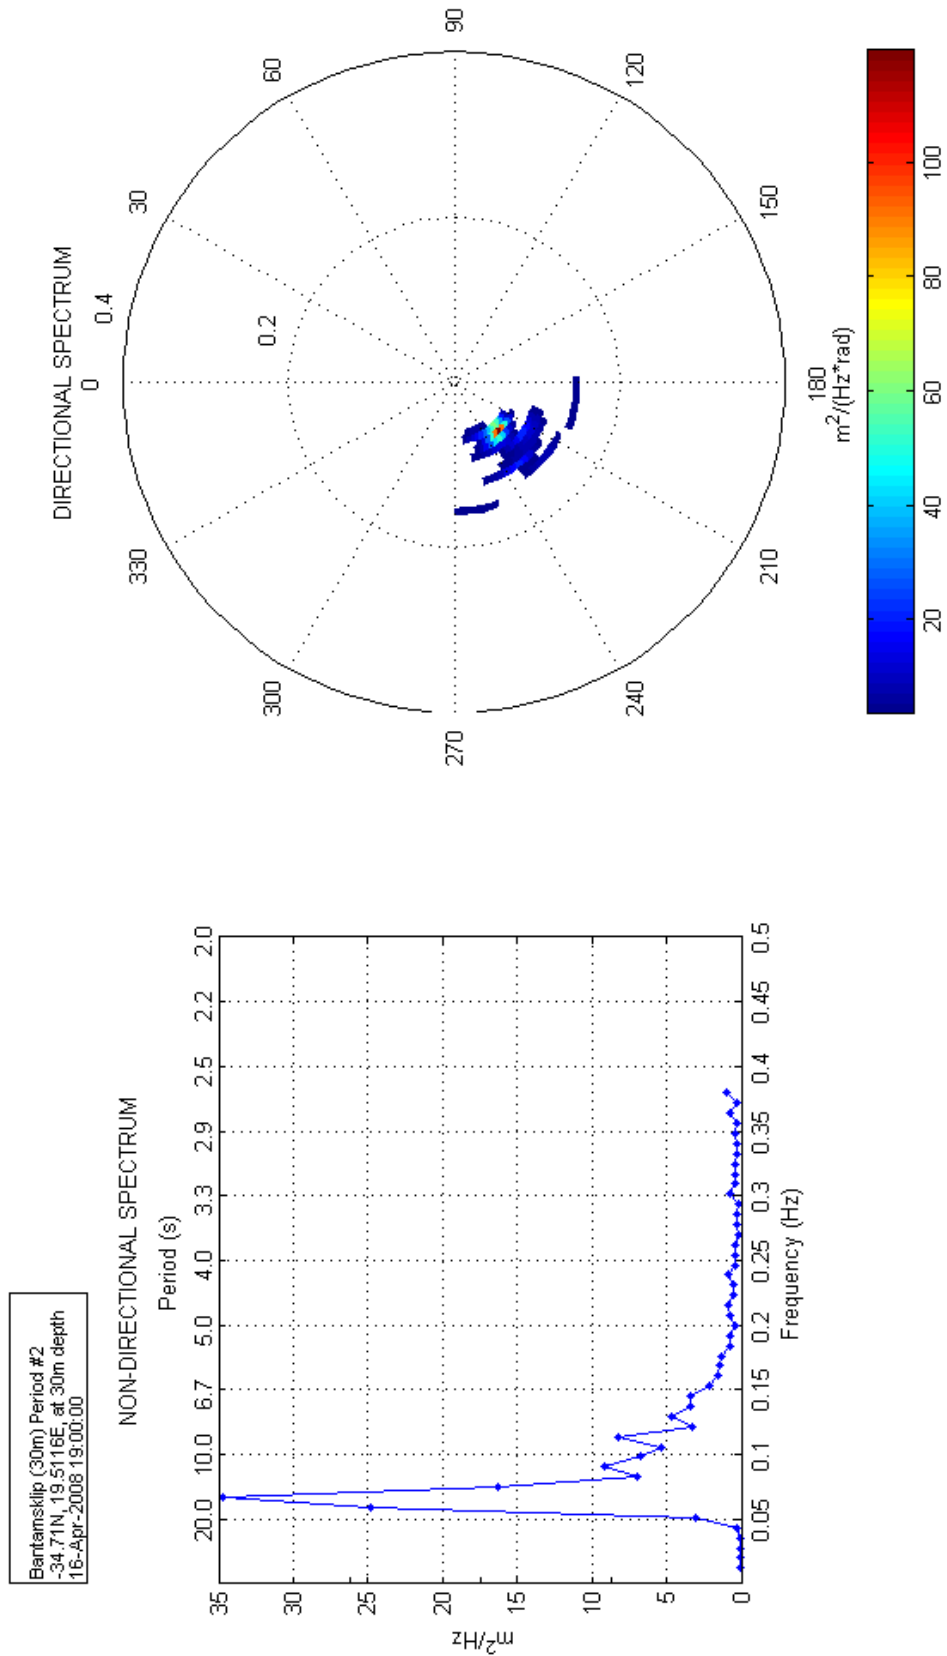 Bantamsklip (30m) Period #2
-34.71N, 19.5116E, at 30m depth
16-Apr-2008 19:00:00
NON-DIRECTIONAL SPECTRUM
Period (s)
20.0 10.0 6.7 5.0 4.0 3.3 2.9 2.5 2.2 2.0
35
30
25
20
15
10
5
0
m²/Hz
0.05 0.1 0.15 0.2 0.25 0.3 0.35 0.4 0.45 0.5
Frequency (Hz)
DIRECTIONAL SPECTRUM
0
30
60
90
120
150
180
210
240
270
300
330
0.2
0.4
m²/(Hz*rad)
20 40 60 80 100